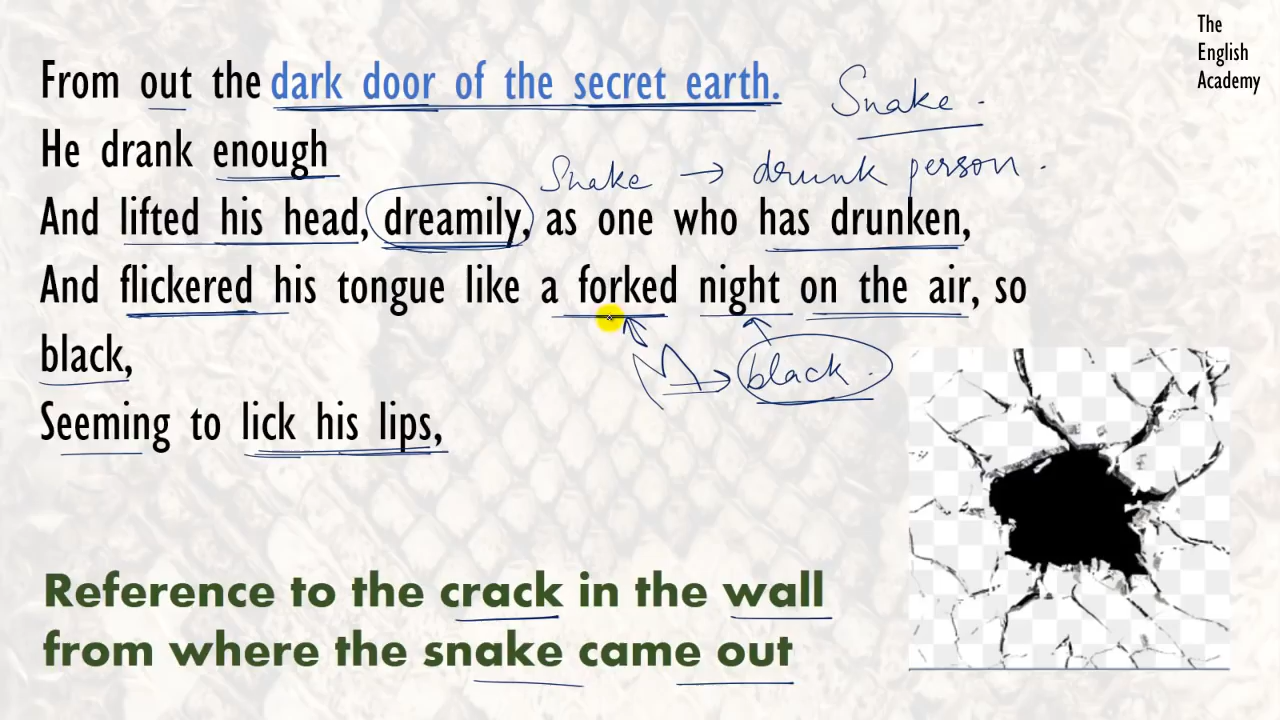 The
English
Academy
From out the dark door of the secret earth.
Snake.
He drank enough
Snake → drunk person.
And lifted his head, dreamily, as one who has drunken,
And flickered his tongue like a forked night on the air, so
black,
black.
Seeming to lick his lips,
Reference to the crack in the wall
from where the snake came out